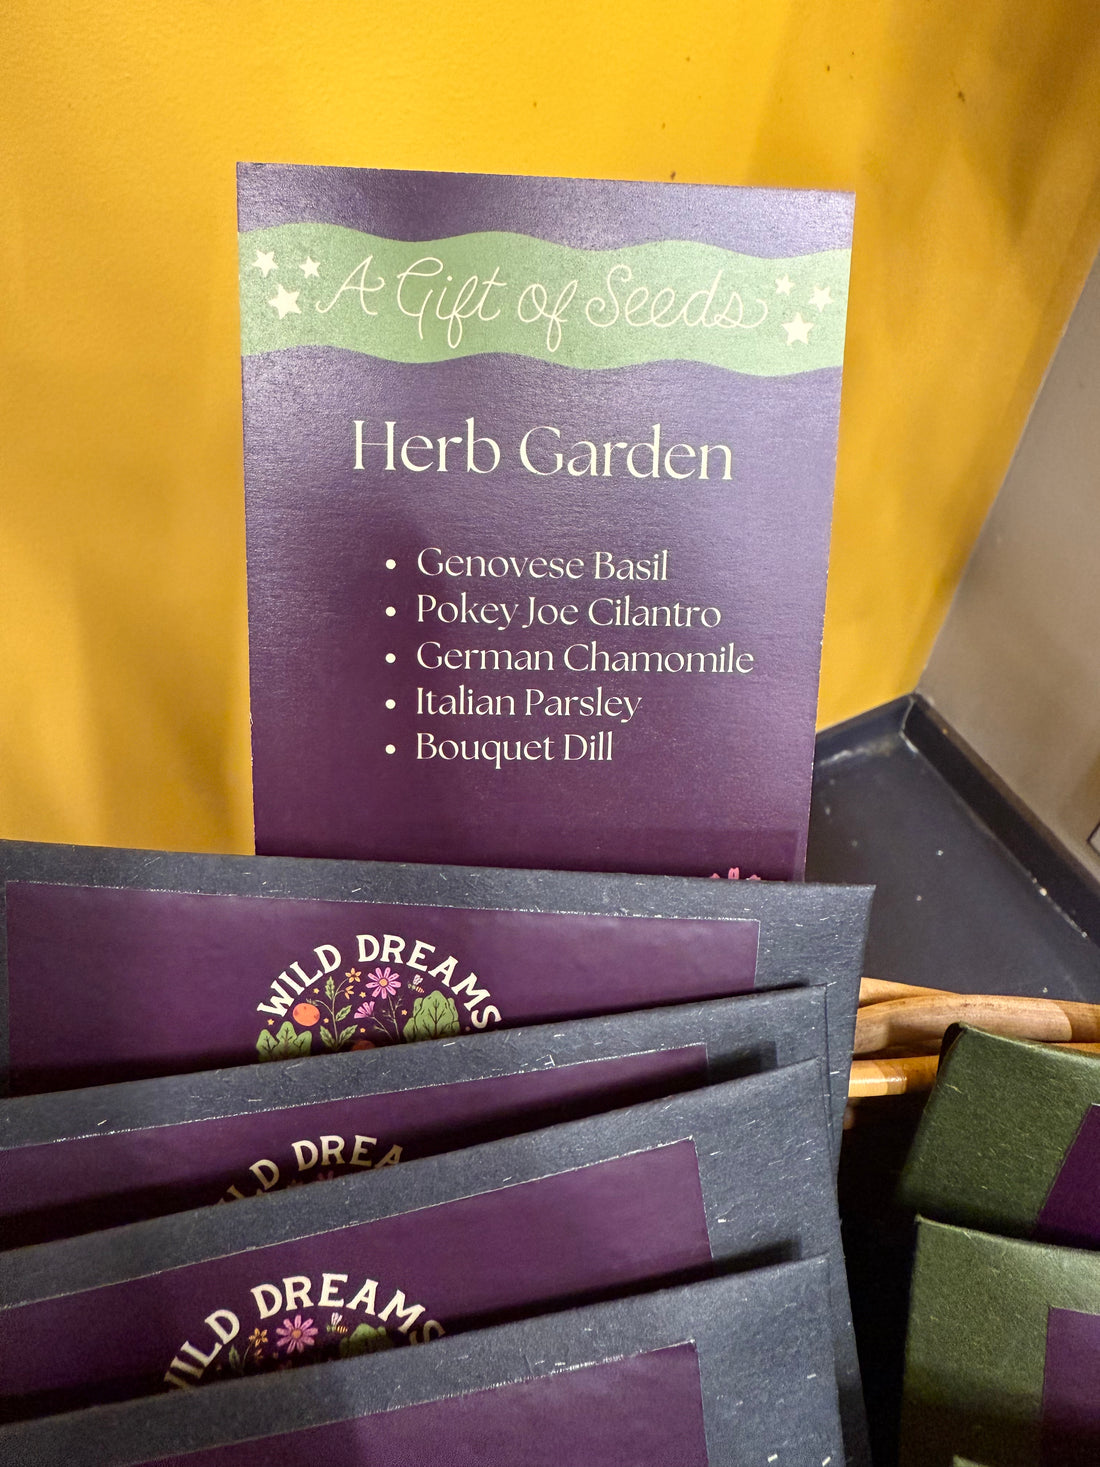 A Gift of Seeds
Herb Garden
• Genovese Basil
• Pokey Joe Cilantro
• German Chamomile
• Italian Parsley
• Bouquet Dill
WILD DREAMS
DREA
WILD DREAMS